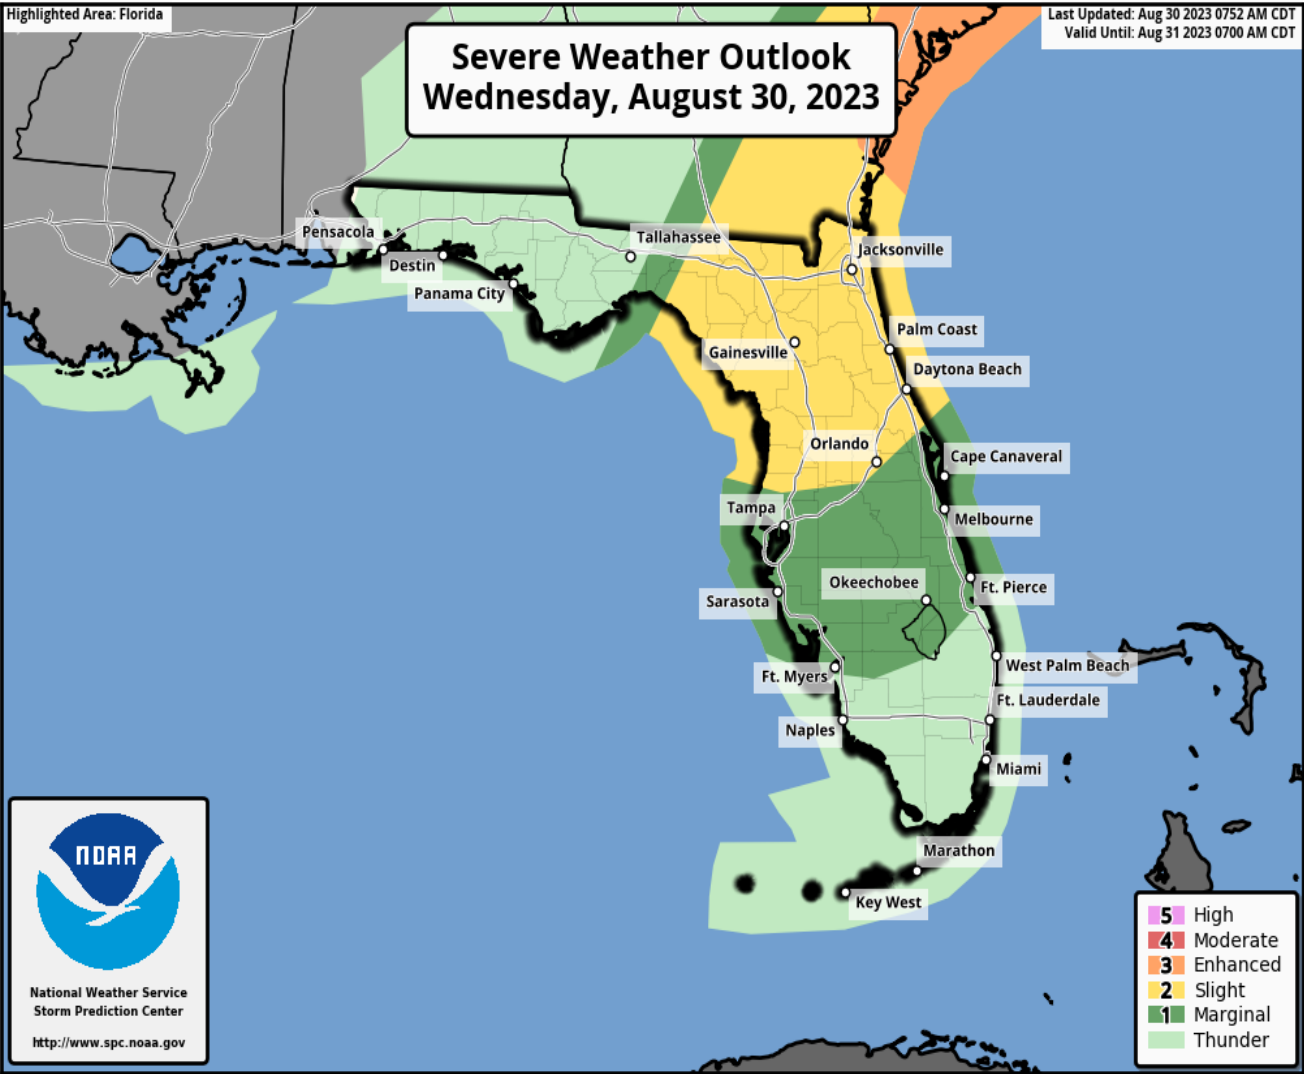 Highlighted Area: Florida
Last Updated: Aug 30 2023 0752 AM CDT
Valid Until: Aug 31 2023 0700 AM CDT
Severe Weather Outlook
Wednesday, August 30, 2023
Pensacola
Tallahassee
Jacksonville
Destin
Panama City
Palm Coast
Gainesville
Daytona Beach
Orlando
Cape Canaveral
Tampa
Melbourne
Okeechobee
Ft. Pierce
Sarasota
West Palm Beach
Ft. Myers
Ft. Lauderdale
Naples
Miami
Marathon
Key West
NOAA
National Weather Service
Storm Prediction Center
http://www.spc.noaa.gov
5 High
4 Moderate
3 Enhanced
2 Slight
1 Marginal
Thunder